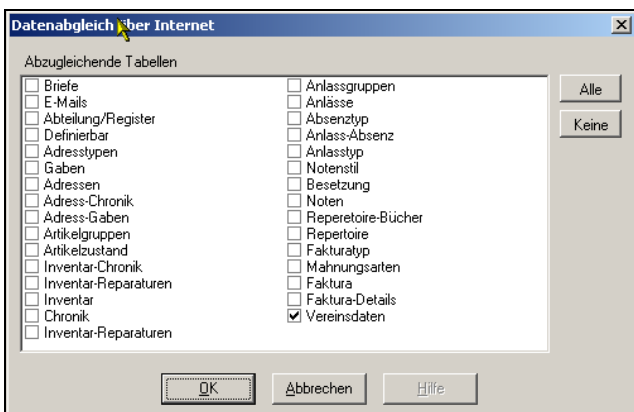 Datenabgleich über Internet
Abzugleichende Tabellen
Briefe
E-Mails
Abteilung/Register
Definierbar
Adresstypen
Gaben
Adressen
Adress-Chronik
Adress-Gaben
Artikelgruppen
Artikelzustand
Inventar-Chronik
Inventar-Reparaturen
Inventar
Chronik
Inventar-Reparaturen
Anlassgruppen
Anlässe
Absenztyp
Anlass-Absenz
Anlasstyp
Notenstil
Besetzung
Noten
Reperetoire-Bücher
Repertoire
Fakturatyp
Mahnungsarten
Faktura
Faktura-Details
Vereinsdaten
Alle
Keine
OK
Abbrechen
Hilfe